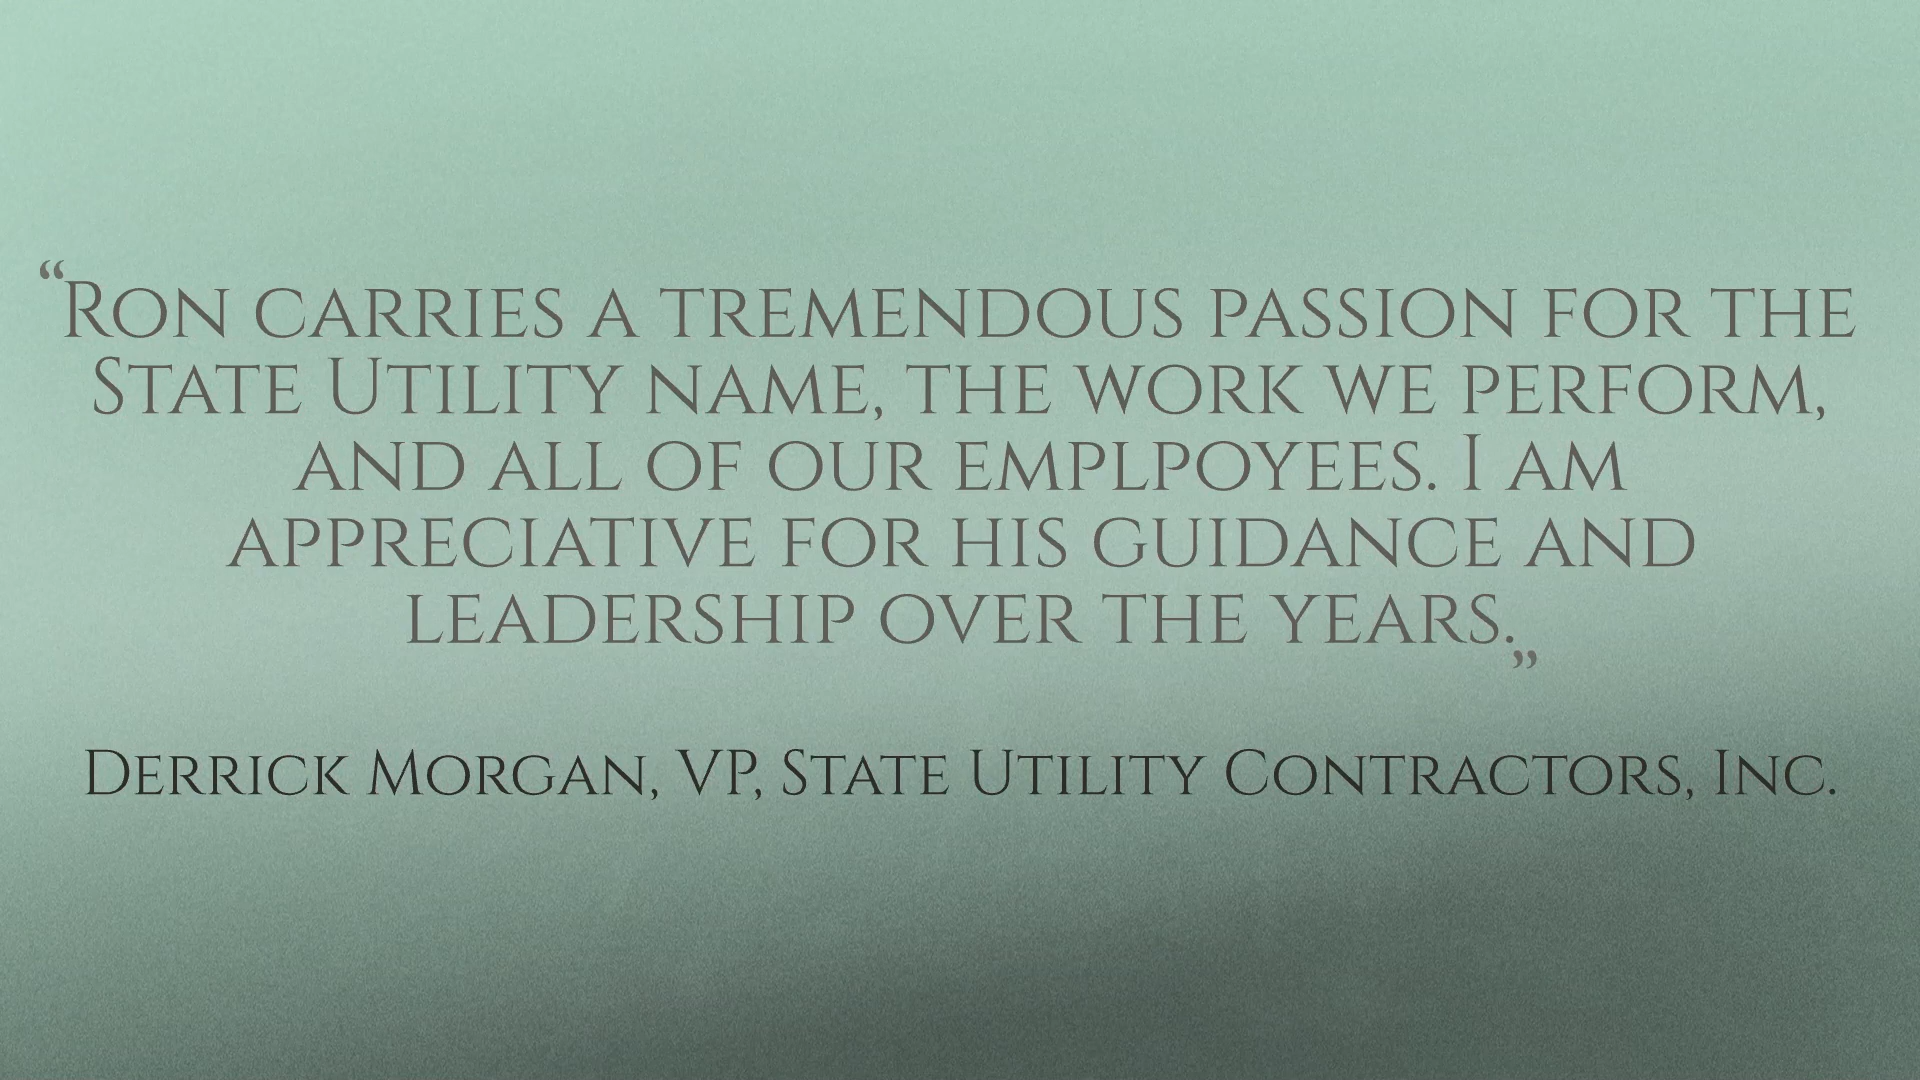 “Ron carries a tremendous passion for the
State Utility name, the work we perform,
and all of our emplpoyees. I am
appreciative for his guidance and
leadership over the years.”
Derrick Morgan, VP, State Utility Contractors, Inc.